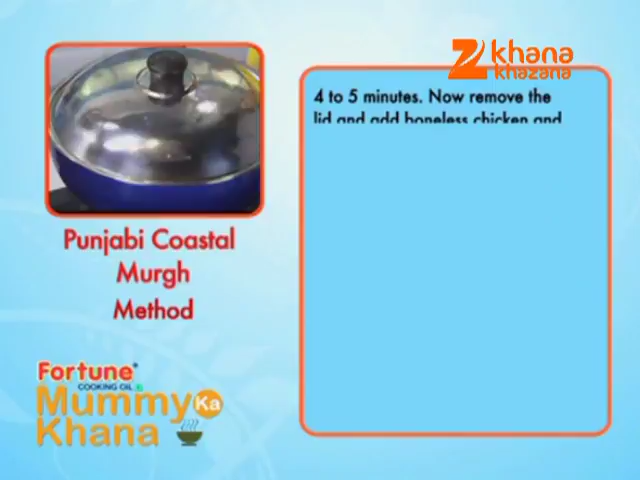 Z khana
khazana
4 to 5 minutes. Now remove the
lid and add boneless chicken and
Punjabi Coastal
Murgh
Method
Fortune
COOKING OIL
Mummy Ka
Khana